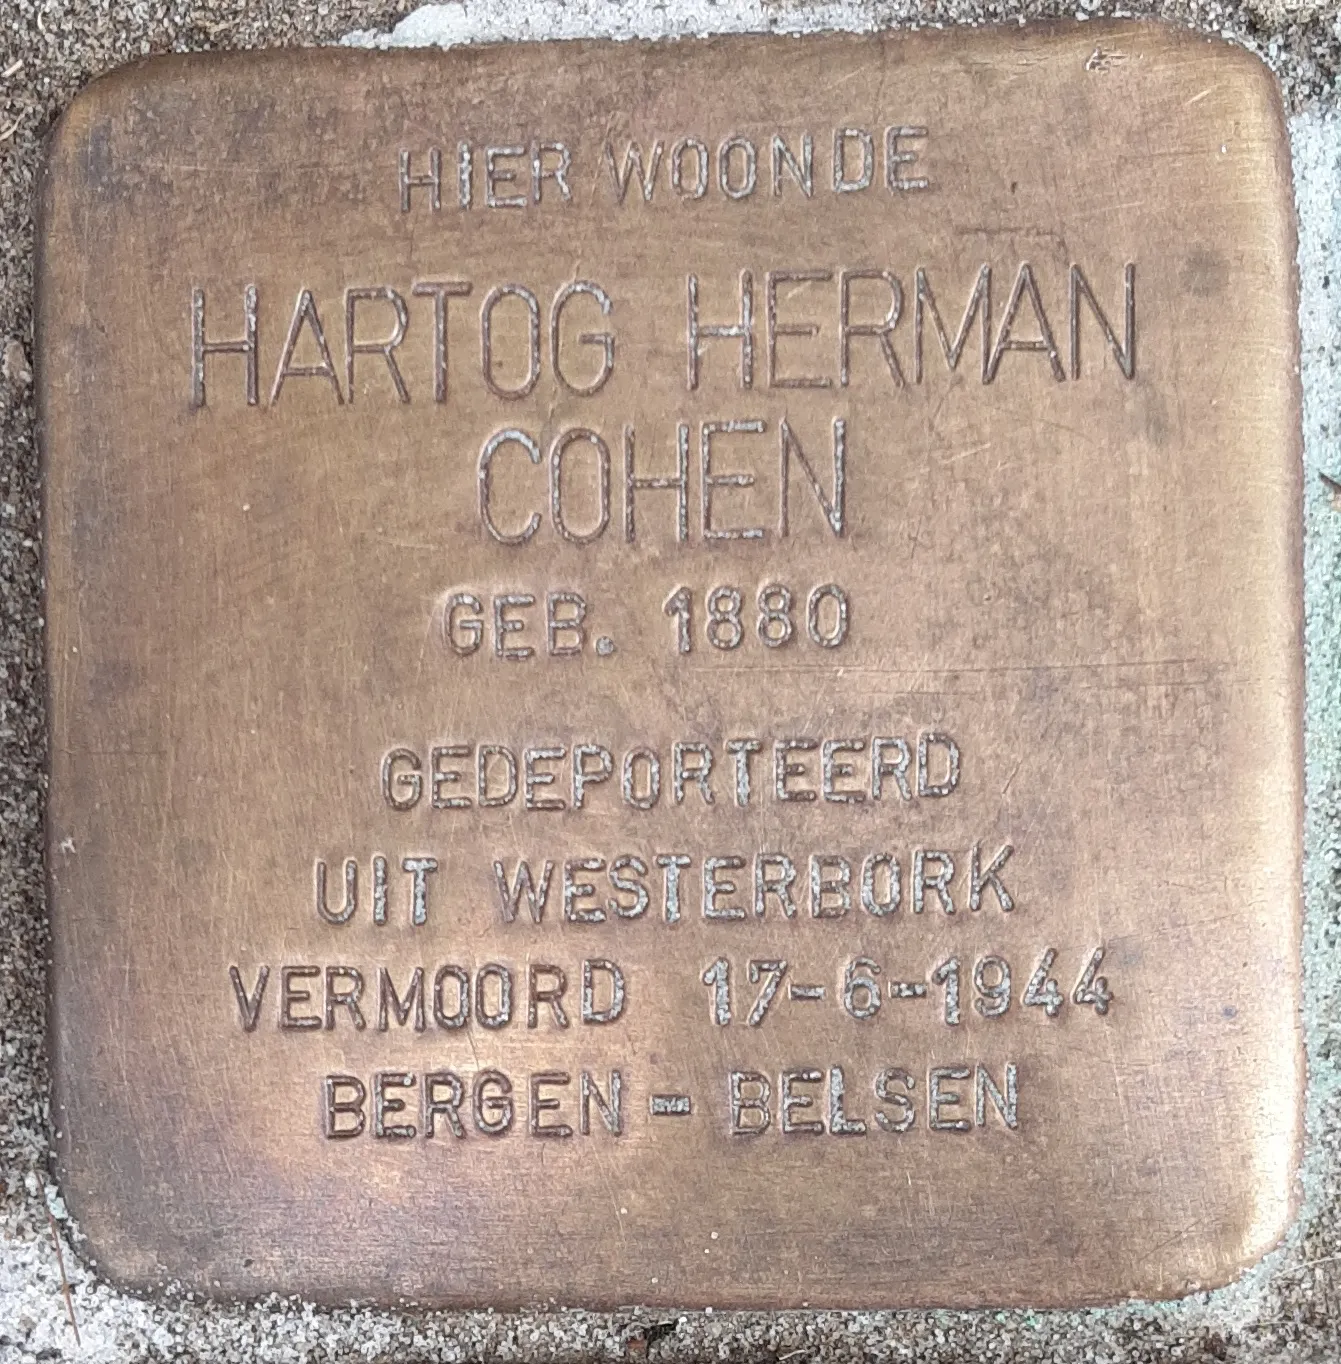 HIER WOONDE
HARTOG HERMAN
COHEN
GEB. 1880
GEDEPORTEERD
UIT WESTERBORK
VERMOORD 17-6-1944
BERGEN - BELSEN